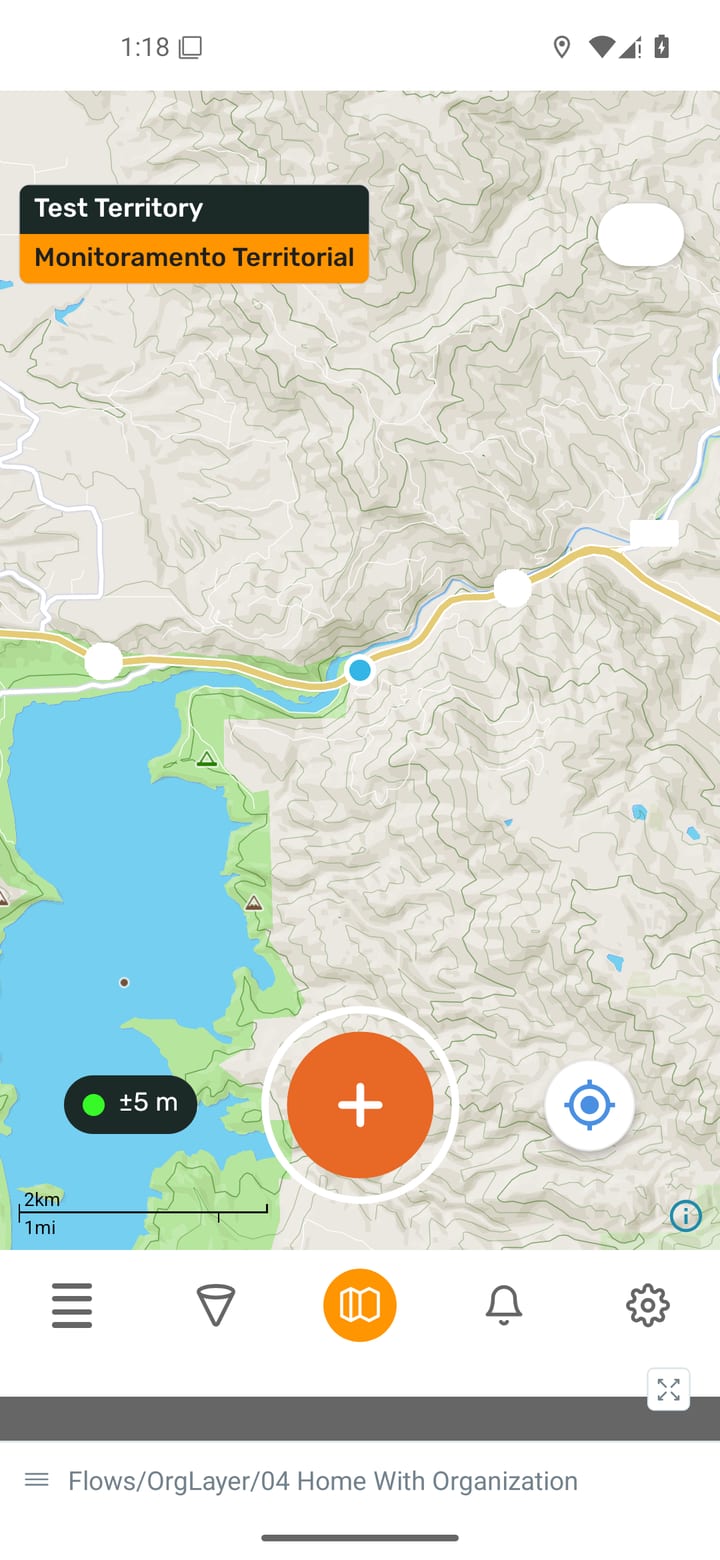 1:18
Test Territory
Monitoramento Territorial
±5 m
2km
1mi
Flows/OrgLayer/04 Home With Organization